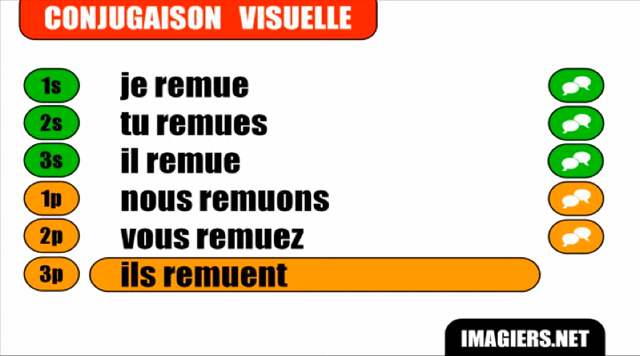 CONJUGAISON VISUELLE
1s je remue
2s tu remues
3s il remue
1p nous remuons
2p vous remuez
3p ils remuent
IMAGIERS.NET